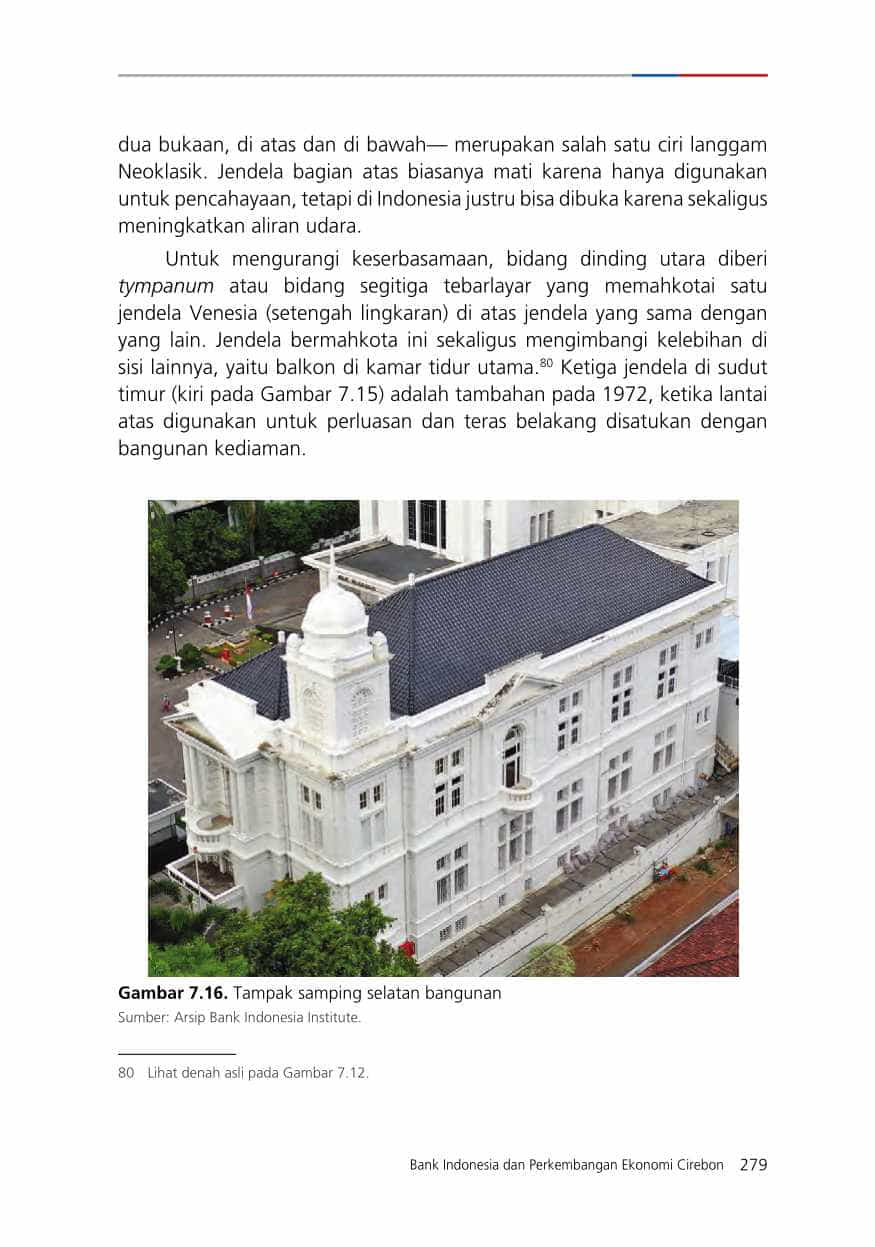 dua bukaan, di atas dan di bawah— merupakan salah satu ciri langgam
Neoklasik. Jendela bagian atas biasanya mati karena hanya digunakan
untuk pencahayaan, tetapi di Indonesia justru bisa dibuka karena sekaligus
meningkatkan aliran udara.
Untuk mengurangi keserbasamaan, bidang dinding utara diberi
tympanum atau bidang segitiga tebarlayar yang memahkotai satu
jendela Venesia (setengah lingkaran) di atas jendela yang sama dengan
yang lain. Jendela bermahkota ini sekaligus mengimbangi kelebihan di
sisi lainnya, yaitu balkon di kamar tidur utama.80 Ketiga jendela di sudut
timur (kiri pada Gambar 7.15) adalah tambahan pada 1972, ketika lantai
atas digunakan untuk perluasan dan teras belakang disatukan dengan
bangunan kediaman.
Gambar 7.16. Tampak samping selatan bangunan
Sumber: Arsip Bank Indonesia Institute.
80 Lihat denah asli pada Gambar 7.12.
Bank Indonesia dan Perkembangan Ekonomi Cirebon 279